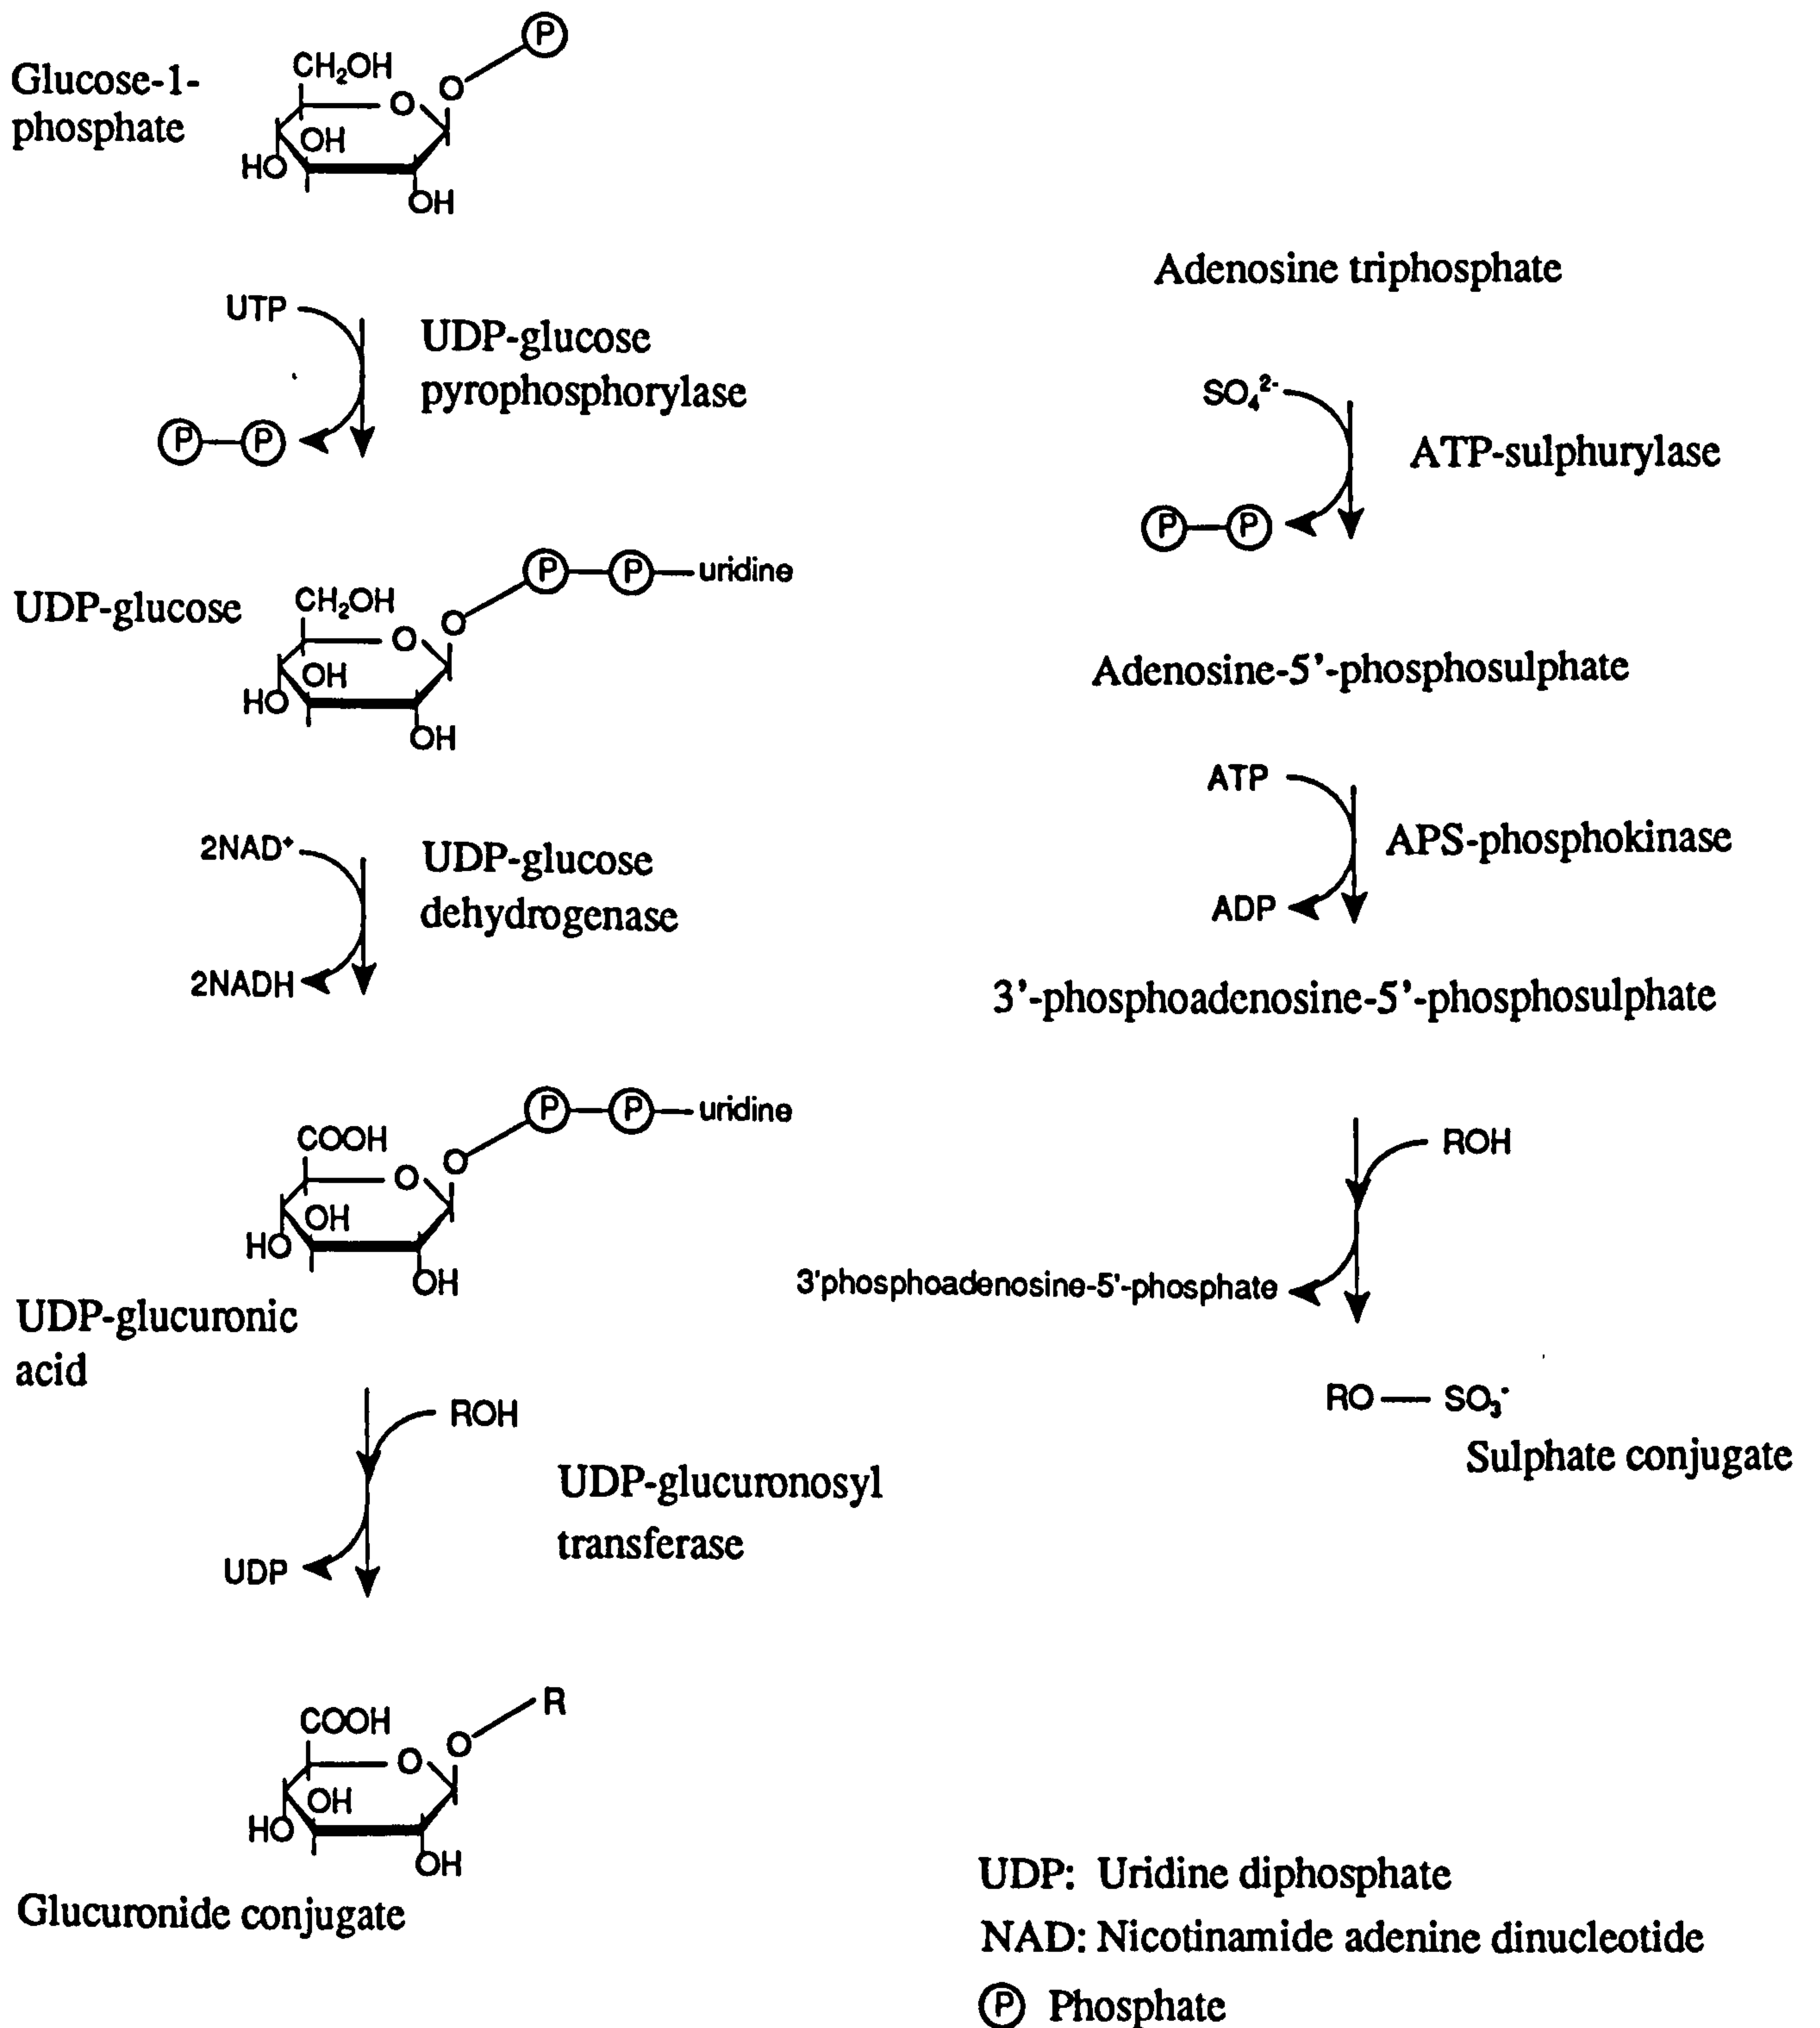 Glucose-1-
phosphate
CH₂OH
O
O
P
OH
HO
OH
UTP
UDP-glucose
pyrophosphorylase
P P
UDP-glucose
CH₂OH
O
O
P P uridine
OH
HO
OH
2NAD⁺
UDP-glucose
dehydrogenase
2NADH
COOH
O
O
P P uridine
OH
HO
OH
UDP-glucuronic
acid
ROH
UDP-glucuronosyl
transferase
UDP
COOH
O
O
R
OH
HO
OH
Glucuronide conjugate
Adenosine triphosphate
SO₄²⁻
ATP-sulphurylase
P P
Adenosine-5’-phosphosulphate
ATP
APS-phosphokinase
ADP
3’-phosphoadenosine-5’-phosphosulphate
ROH
3'phosphoadenosine-5'-phosphate
RO — SO₃⁻
Sulphate conjugate
UDP: Uridine diphosphate
NAD: Nicotinamide adenine dinucleotide
P Phosphate